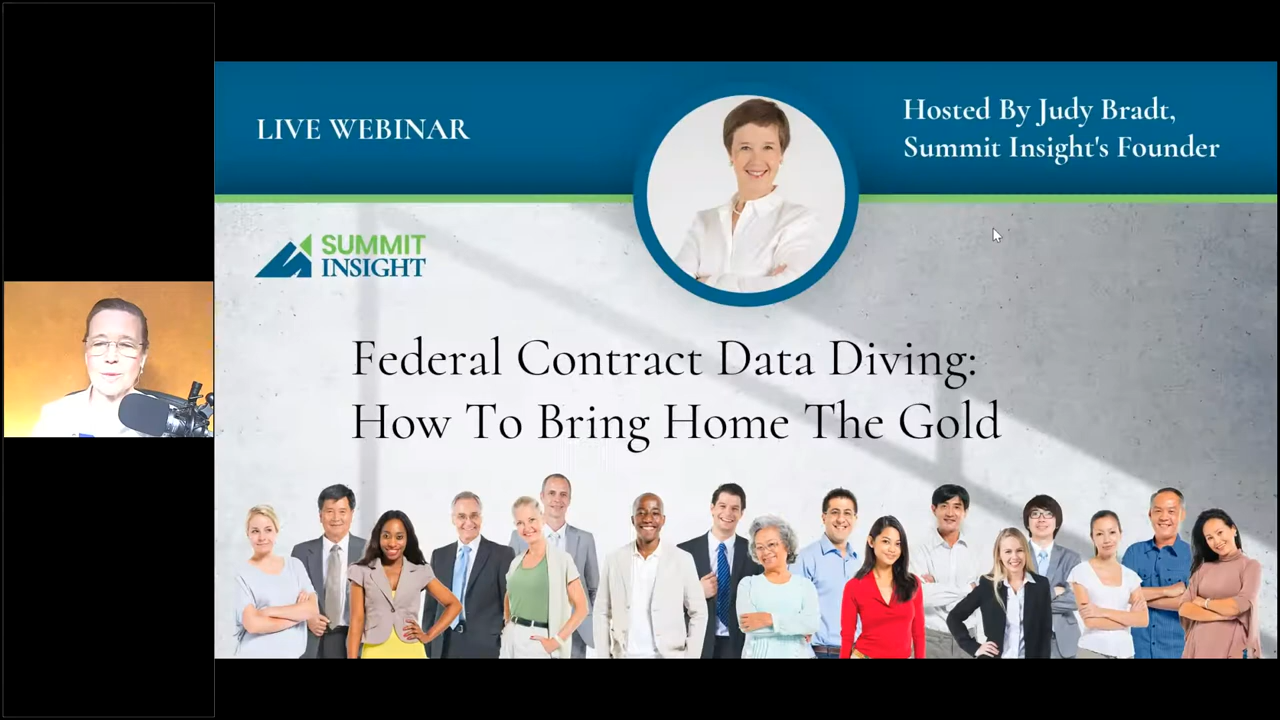 LIVE WEBINAR
Hosted By Judy Bradt,
Summit Insight's Founder
SUMMIT
INSIGHT
Federal Contract Data Diving:
How To Bring Home The Gold